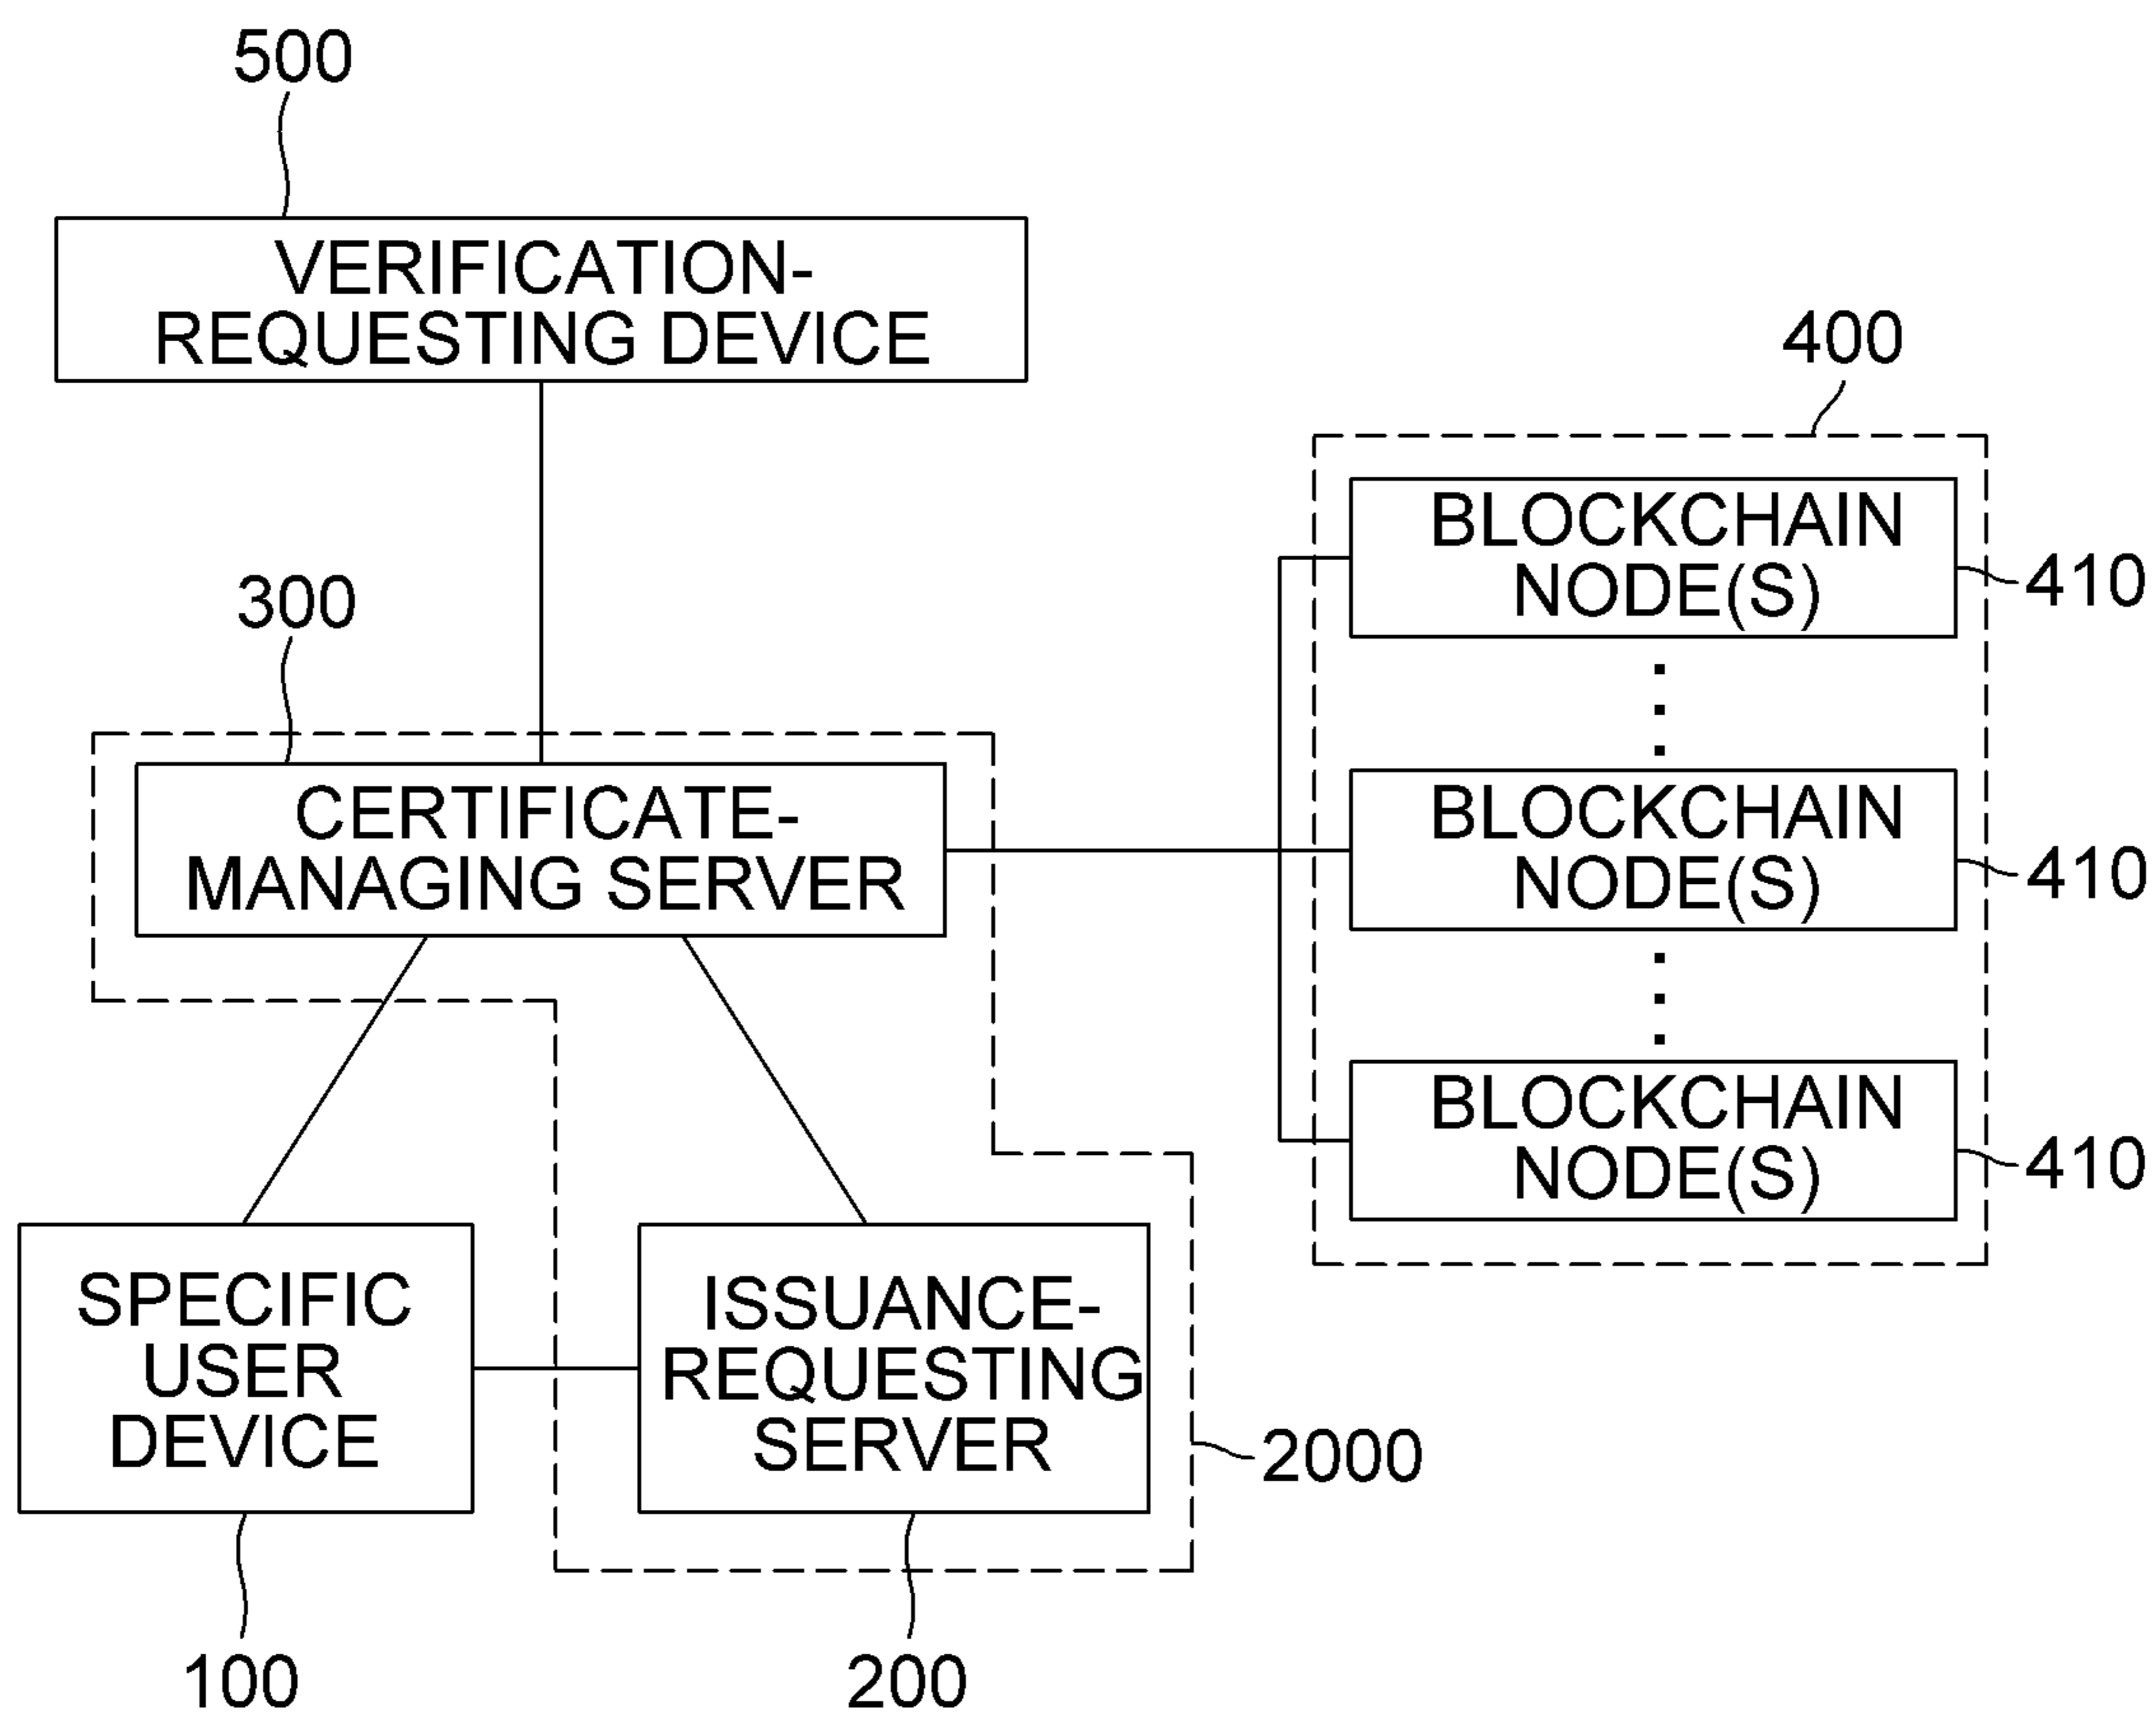 500
VERIFICATION-
REQUESTING DEVICE
400
BLOCKCHAIN
NODE(S)
410
300
CERTIFICATE-
MANAGING SERVER
BLOCKCHAIN
NODE(S)
410
BLOCKCHAIN
NODE(S)
410
SPECIFIC
USER
DEVICE
ISSUANCE-
REQUESTING
SERVER
2000
100
200